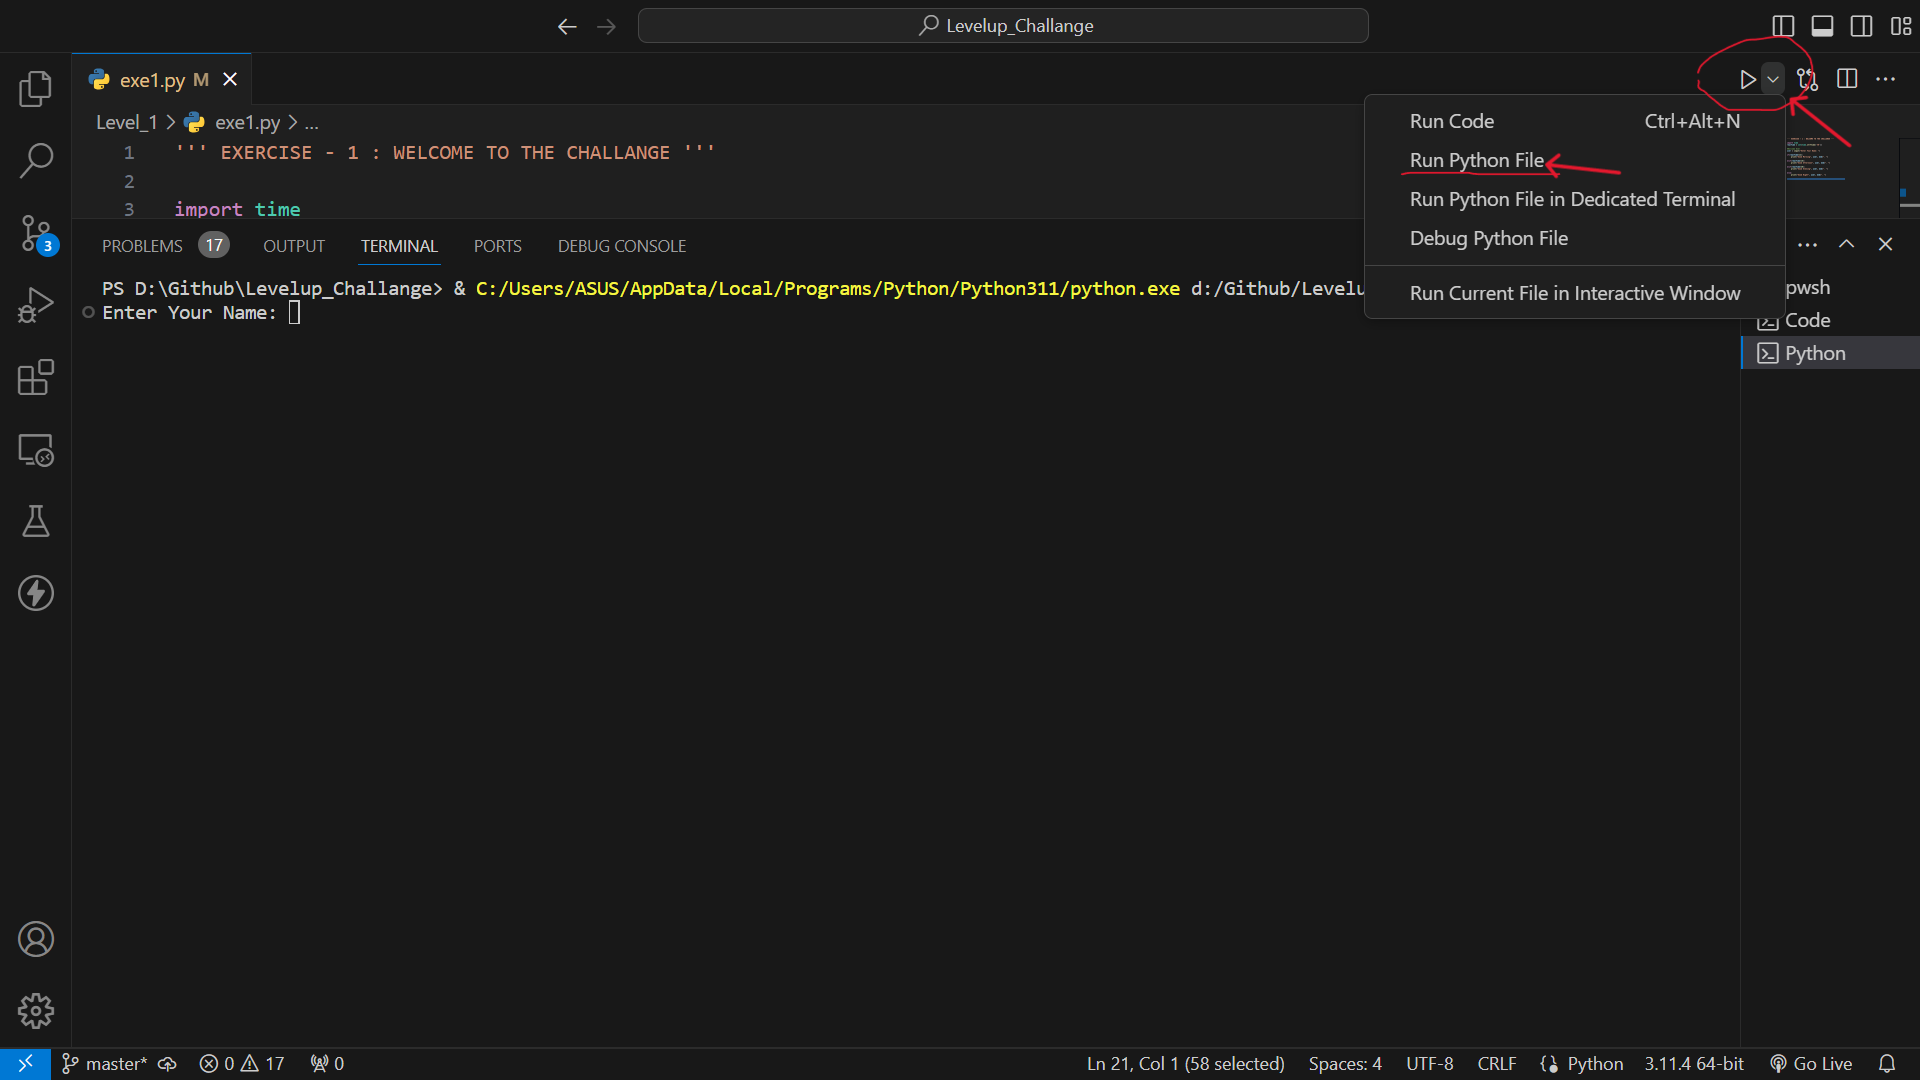 Levelup_Challange
exe1.py M
Level_1 > exe1.py > ...
1 ''' EXERCISE - 1 : WELCOME TO THE CHALLANGE '''
2
3 import time
Run Code Ctrl+Alt+N
Run Python File
Run Python File in Dedicated Terminal
Debug Python File
Run Current File in Interactive Window
3
PROBLEMS 17 OUTPUT TERMINAL PORTS DEBUG CONSOLE
PS D:\Github\Levelup_Challange> & C:/Users/ASUS/AppData/Local/Programs/Python/Python311/python.exe d:/Github/Levelu
Enter Your Name:
pwsh
Code
Python
master* 0 17 0 Ln 21, Col 1 (58 selected) Spaces: 4 UTF-8 CRLF {} Python 3.11.4 64-bit Go Live